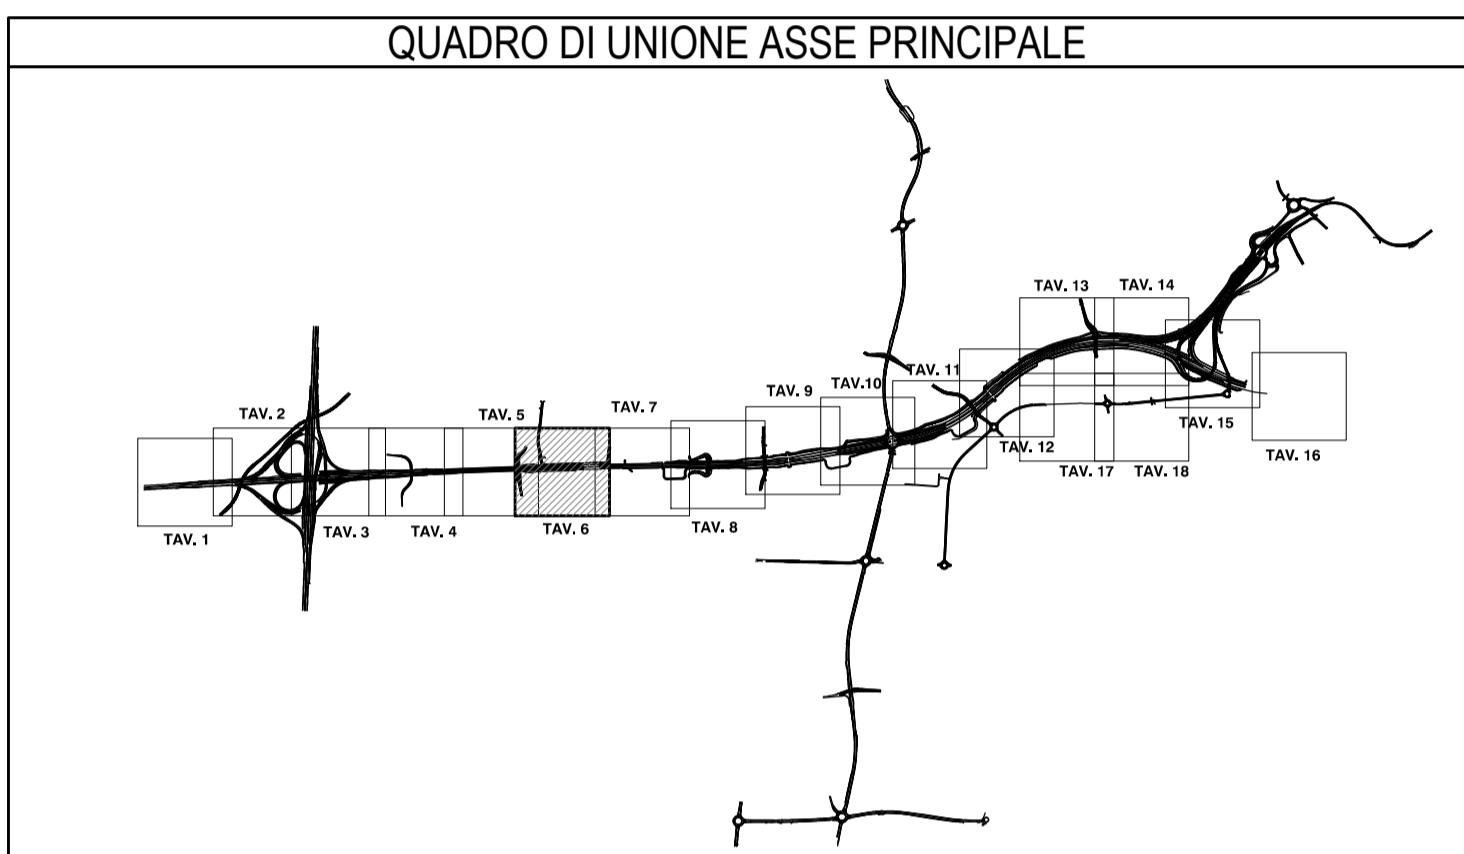 QUADRO DI UNIONE ASSE PRINCIPALE
TAV. 1
TAV. 2
TAV. 3
TAV. 4
TAV. 5
TAV. 6
TAV. 7
TAV. 8
TAV. 9
TAV.10
TAV. 11
TAV. 12
TAV. 13
TAV. 14
TAV. 15
TAV. 16
TAV. 17
TAV. 18